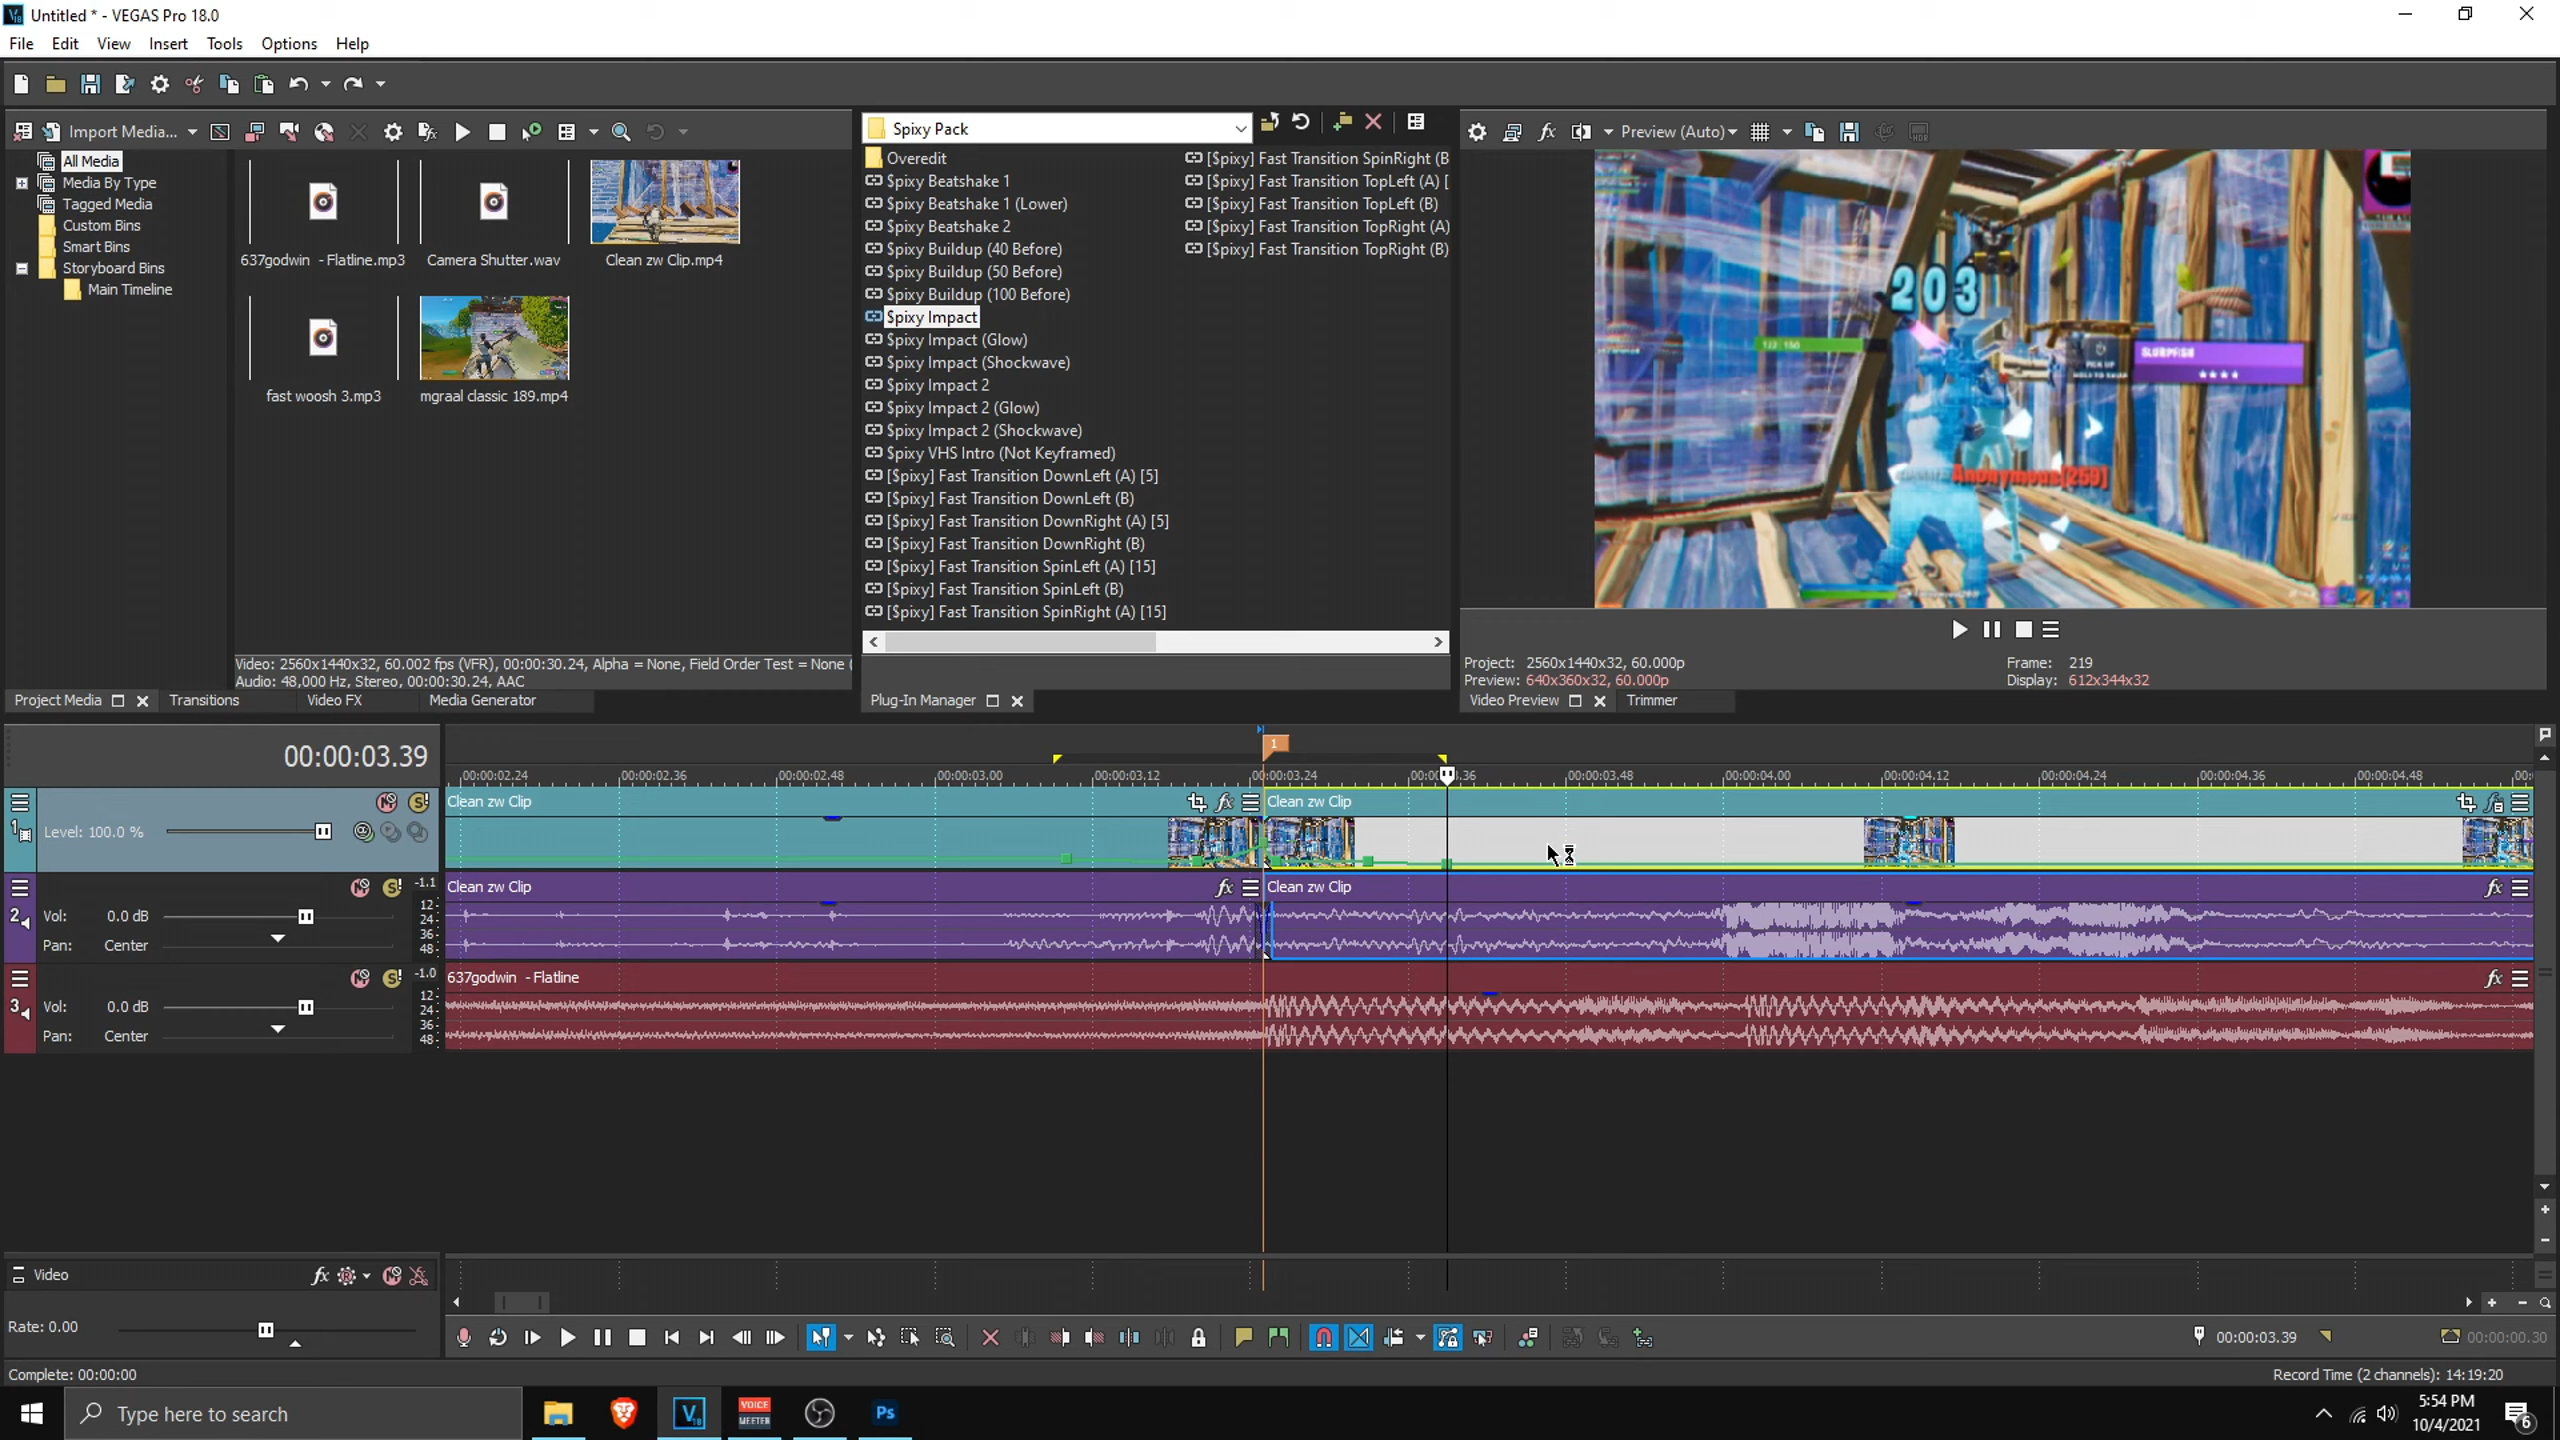 Untitled * - VEGAS Pro 18.0
File Edit View Insert Tools Options Help
Import Media...
All Media
Media By Type
Tagged Media
Custom Bins
Smart Bins
Storyboard Bins
Main Timeline
637godwin - Flatline.mp3
Camera Shutter.wav
Clean zw Clip.mp4
fast woosh 3.mp3
mgraal classic 189.mp4
Video: 2560x1440x32, 60.002 fps (VFR), 00:00:30.24, Alpha = None, Field Order Test = None (
Audio: 48,000 Hz, Stereo, 00:00:30.24, AAC
Project Media
Transitions
Video FX
Media Generator
Spixy Pack
Overedit
$pixy Beatshake 1
$pixy Beatshake 1 (Lower)
$pixy Beatshake 2
$pixy Buildup (40 Before)
$pixy Buildup (50 Before)
$pixy Buildup (100 Before)
$pixy Impact
$pixy Impact (Glow)
$pixy Impact (Shockwave)
$pixy Impact 2
$pixy Impact 2 (Glow)
$pixy Impact 2 (Shockwave)
$pixy VHS Intro (Not Keyframed)
[$pixy] Fast Transition DownLeft (A) [5]
[$pixy] Fast Transition DownLeft (B)
[$pixy] Fast Transition DownRight (A) [5]
[$pixy] Fast Transition DownRight (B)
[$pixy] Fast Transition SpinLeft (A) [15]
[$pixy] Fast Transition SpinLeft (B)
[$pixy] Fast Transition SpinRight (A) [15]
[$pixy] Fast Transition SpinRight (B
[$pixy] Fast Transition TopLeft (A) [
[$pixy] Fast Transition TopLeft (B)
[$pixy] Fast Transition TopRight (A)
[$pixy] Fast Transition TopRight (B)
Plug-In Manager
Preview (Auto)
203
SLURPFISH
PICK UP
Anonymous[259]
Project: 2560x1440x32, 60.000p
Preview: 640x360x32, 60.000p
Frame: 219
Display: 612x344x32
Video Preview
Trimmer
00:00:03.39
1
00:00:02.24 00:00:02.36 00:00:02.48 00:00:03.00 00:00:03.12 00:00:03.24 00:00:03.36 00:00:03.48 00:00:04.00 00:00:04.12 00:00:04.24 00:00:04.36 00:00:04.48 00:00
1
Level: 100.0 %
Clean zw Clip
Clean zw Clip
2
Vol: 0.0 dB
Pan: Center
-1.1
12
24
36
48
Clean zw Clip
Clean zw Clip
3
Vol: 0.0 dB
Pan: Center
-1.0
12
24
36
48
637godwin - Flatline
Video
Rate: 0.00
00:00:03.39
00:00:00.30
Complete: 00:00:00
Record Time (2 channels): 14:19:20
Type here to search
V
18
VOICE
MEETER
Ps
5:54 PM
10/4/2021
6